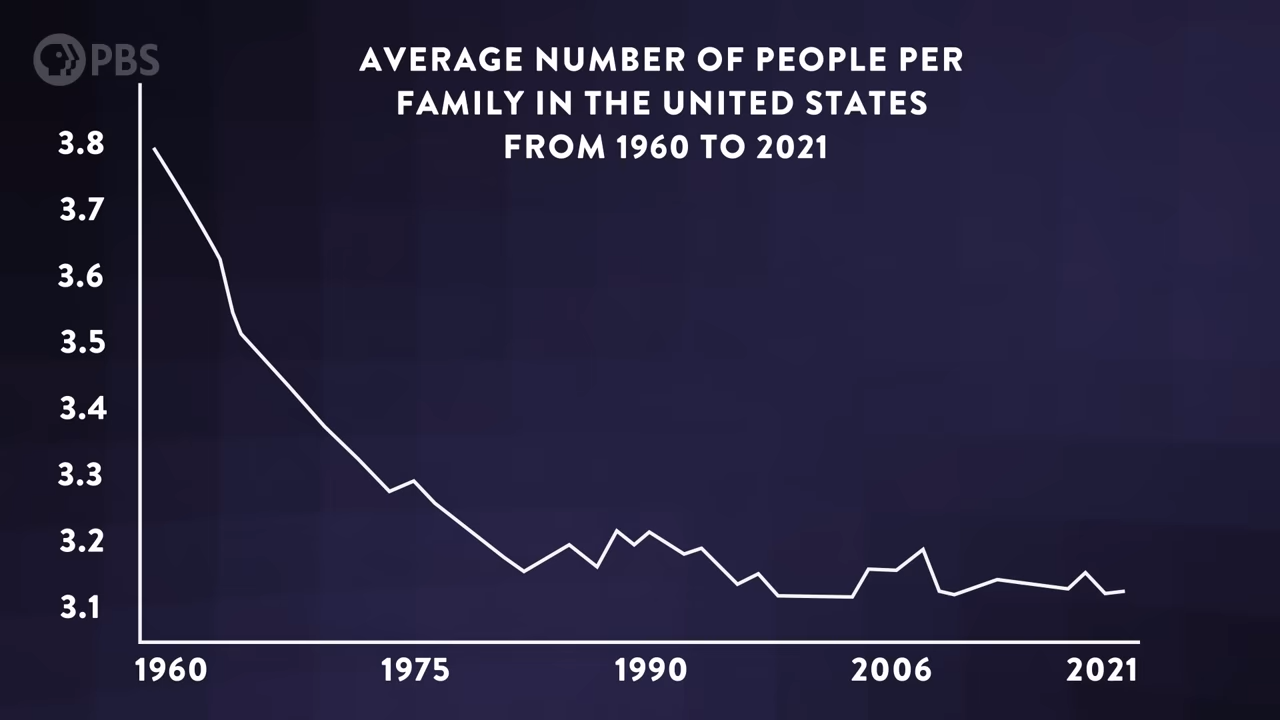 PBS
AVERAGE NUMBER OF PEOPLE PER
FAMILY IN THE UNITED STATES
FROM 1960 TO 2021
3.8
3.7
3.6
3.5
3.4
3.3
3.2
3.1
1960 1975 1990 2006 2021